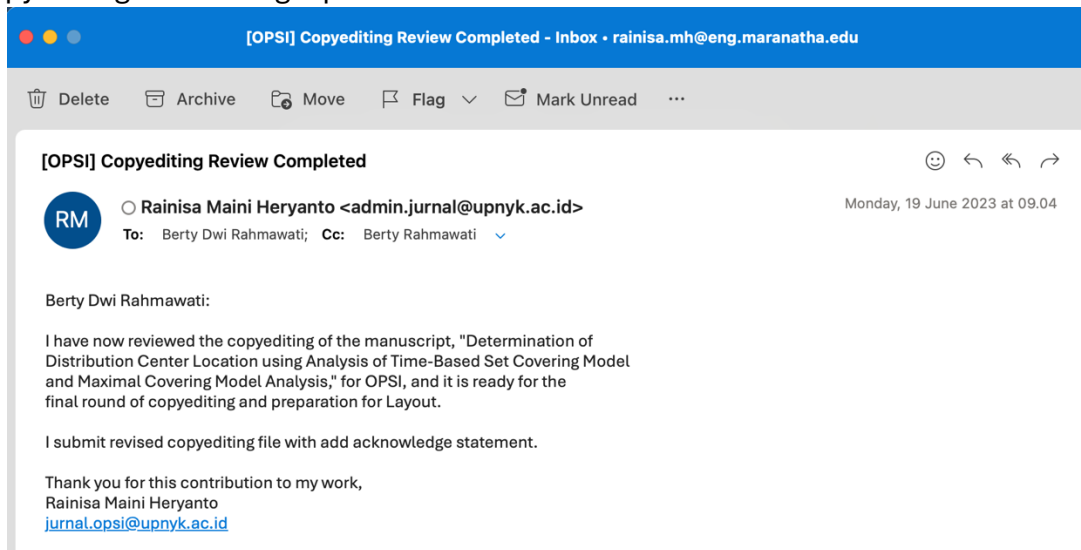 [OPSI] Copyediting Review Completed - Inbox • rainisa.mh@eng.maranatha.edu
Delete Archive Move Flag Mark Unread ...
[OPSI] Copyediting Review Completed
RM
Rainisa Maini Heryanto <admin.jurnal@upnyk.ac.id>
Monday, 19 June 2023 at 09.04
To: Berty Dwi Rahmawati; Cc: Berty Rahmawati
Berty Dwi Rahmawati:
I have now reviewed the copyediting of the manuscript, "Determination of
Distribution Center Location using Analysis of Time-Based Set Covering Model
and Maximal Covering Model Analysis," for OPSI, and it is ready for the
final round of copyediting and preparation for Layout.
I submit revised copyediting file with add acknowledge statement.
Thank you for this contribution to my work,
Rainisa Maini Heryanto
jurnal.opsi@upnyk.ac.id